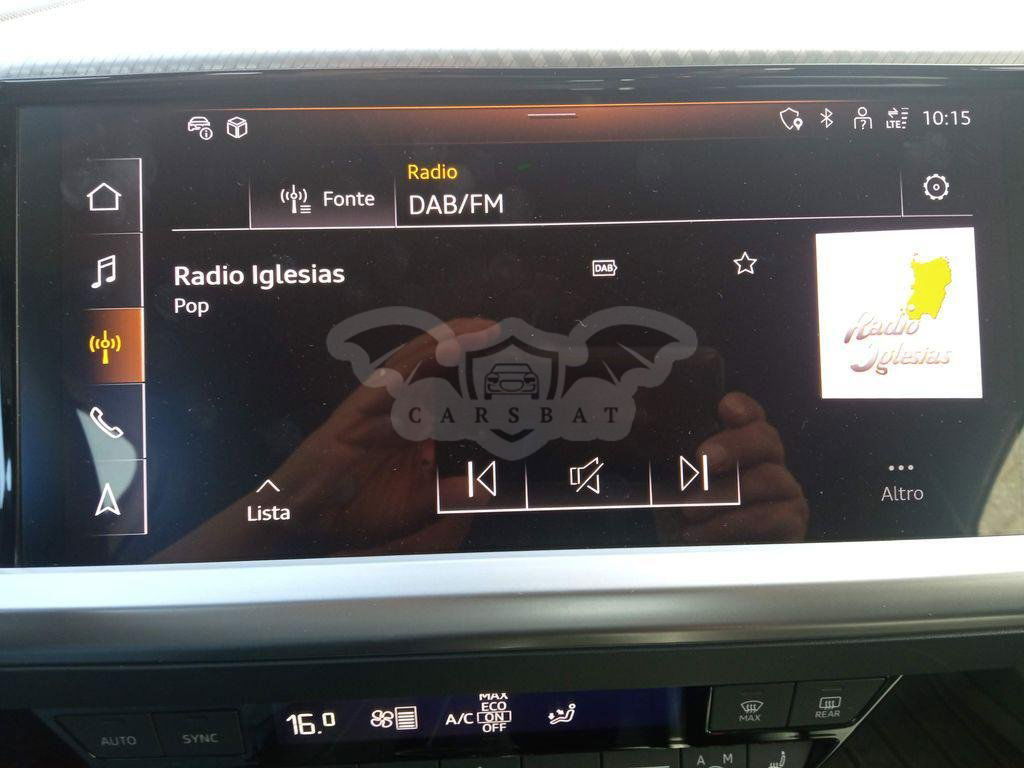 LTE
10:15
Radio
Fonte
DAB/FM
Radio Iglesias
Pop
DAB
Radio
Iglesias
CARSBAT
Lista
Altro
16.0
A/C
MAX
ECO
ON
OFF
AUTO
SYNC
MAX
REAR
A M